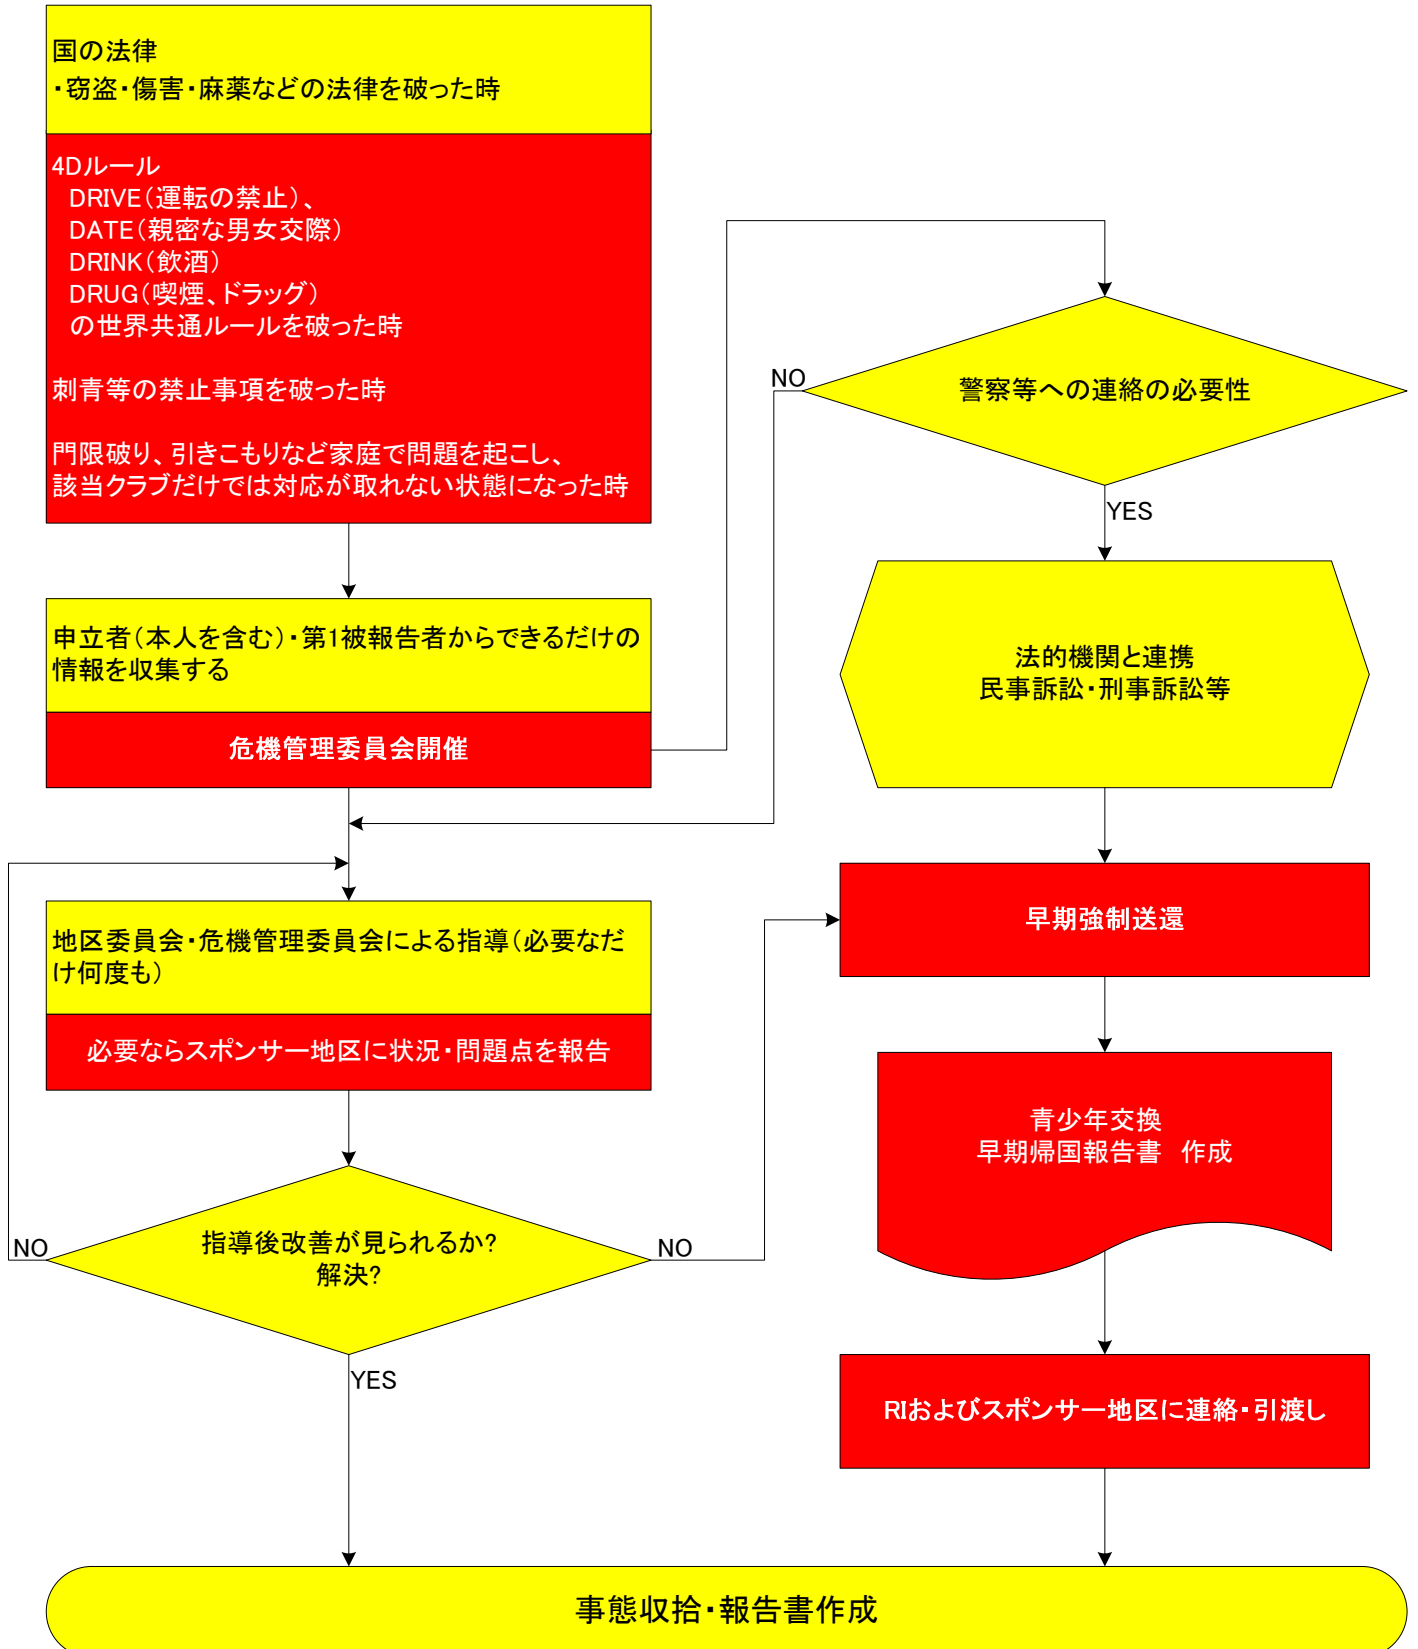 国の法律
・窃盗・傷害・麻薬などの法律を破った時
4Dルール
DRIVE（運転の禁止）、
DATE（親密な男女交際）
DRINK（飲酒）
DRUG（喫煙、ドラッグ）
の世界共通ルールを破った時
刺青等の禁止事項を破った時
門限破り、引きこもりなど家庭で問題を起こし、
該当クラブだけでは対応が取れない状態になった時
申立者（本人を含む）・第1被報告者からできるだけの
情報を収集する
危機管理委員会開催
NO
警察等への連絡の必要性
YES
法的機関と連携
民事訴訟・刑事訴訟等
地区委員会・危機管理委員会による指導（必要なだ
け何度も）
必要ならスポンサー地区に状況・問題点を報告
早期強制送還
青少年交換
早期帰国報告書　作成
NO
指導後改善が見られるか?
解決?
NO
YES
RIおよびスポンサー地区に連絡・引渡し
事態収拾・報告書作成